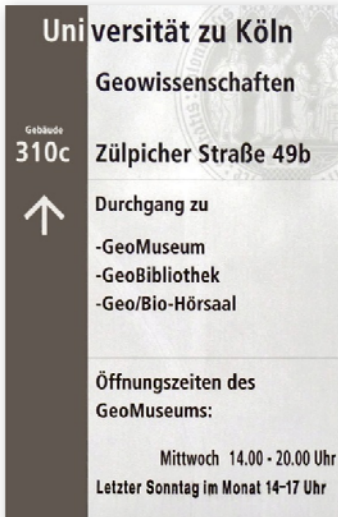 Universität zu Köln
Geowissenschaften
Gebäude
310c
Zülpicher Straße 49b
Durchgang zu
-GeoMuseum
-GeoBibliothek
-Geo/Bio-Hörsaal
Öffnungszeiten des
GeoMuseums:
Mittwoch 14.00 - 20.00 Uhr
Letzter Sonntag im Monat 14–17 Uhr